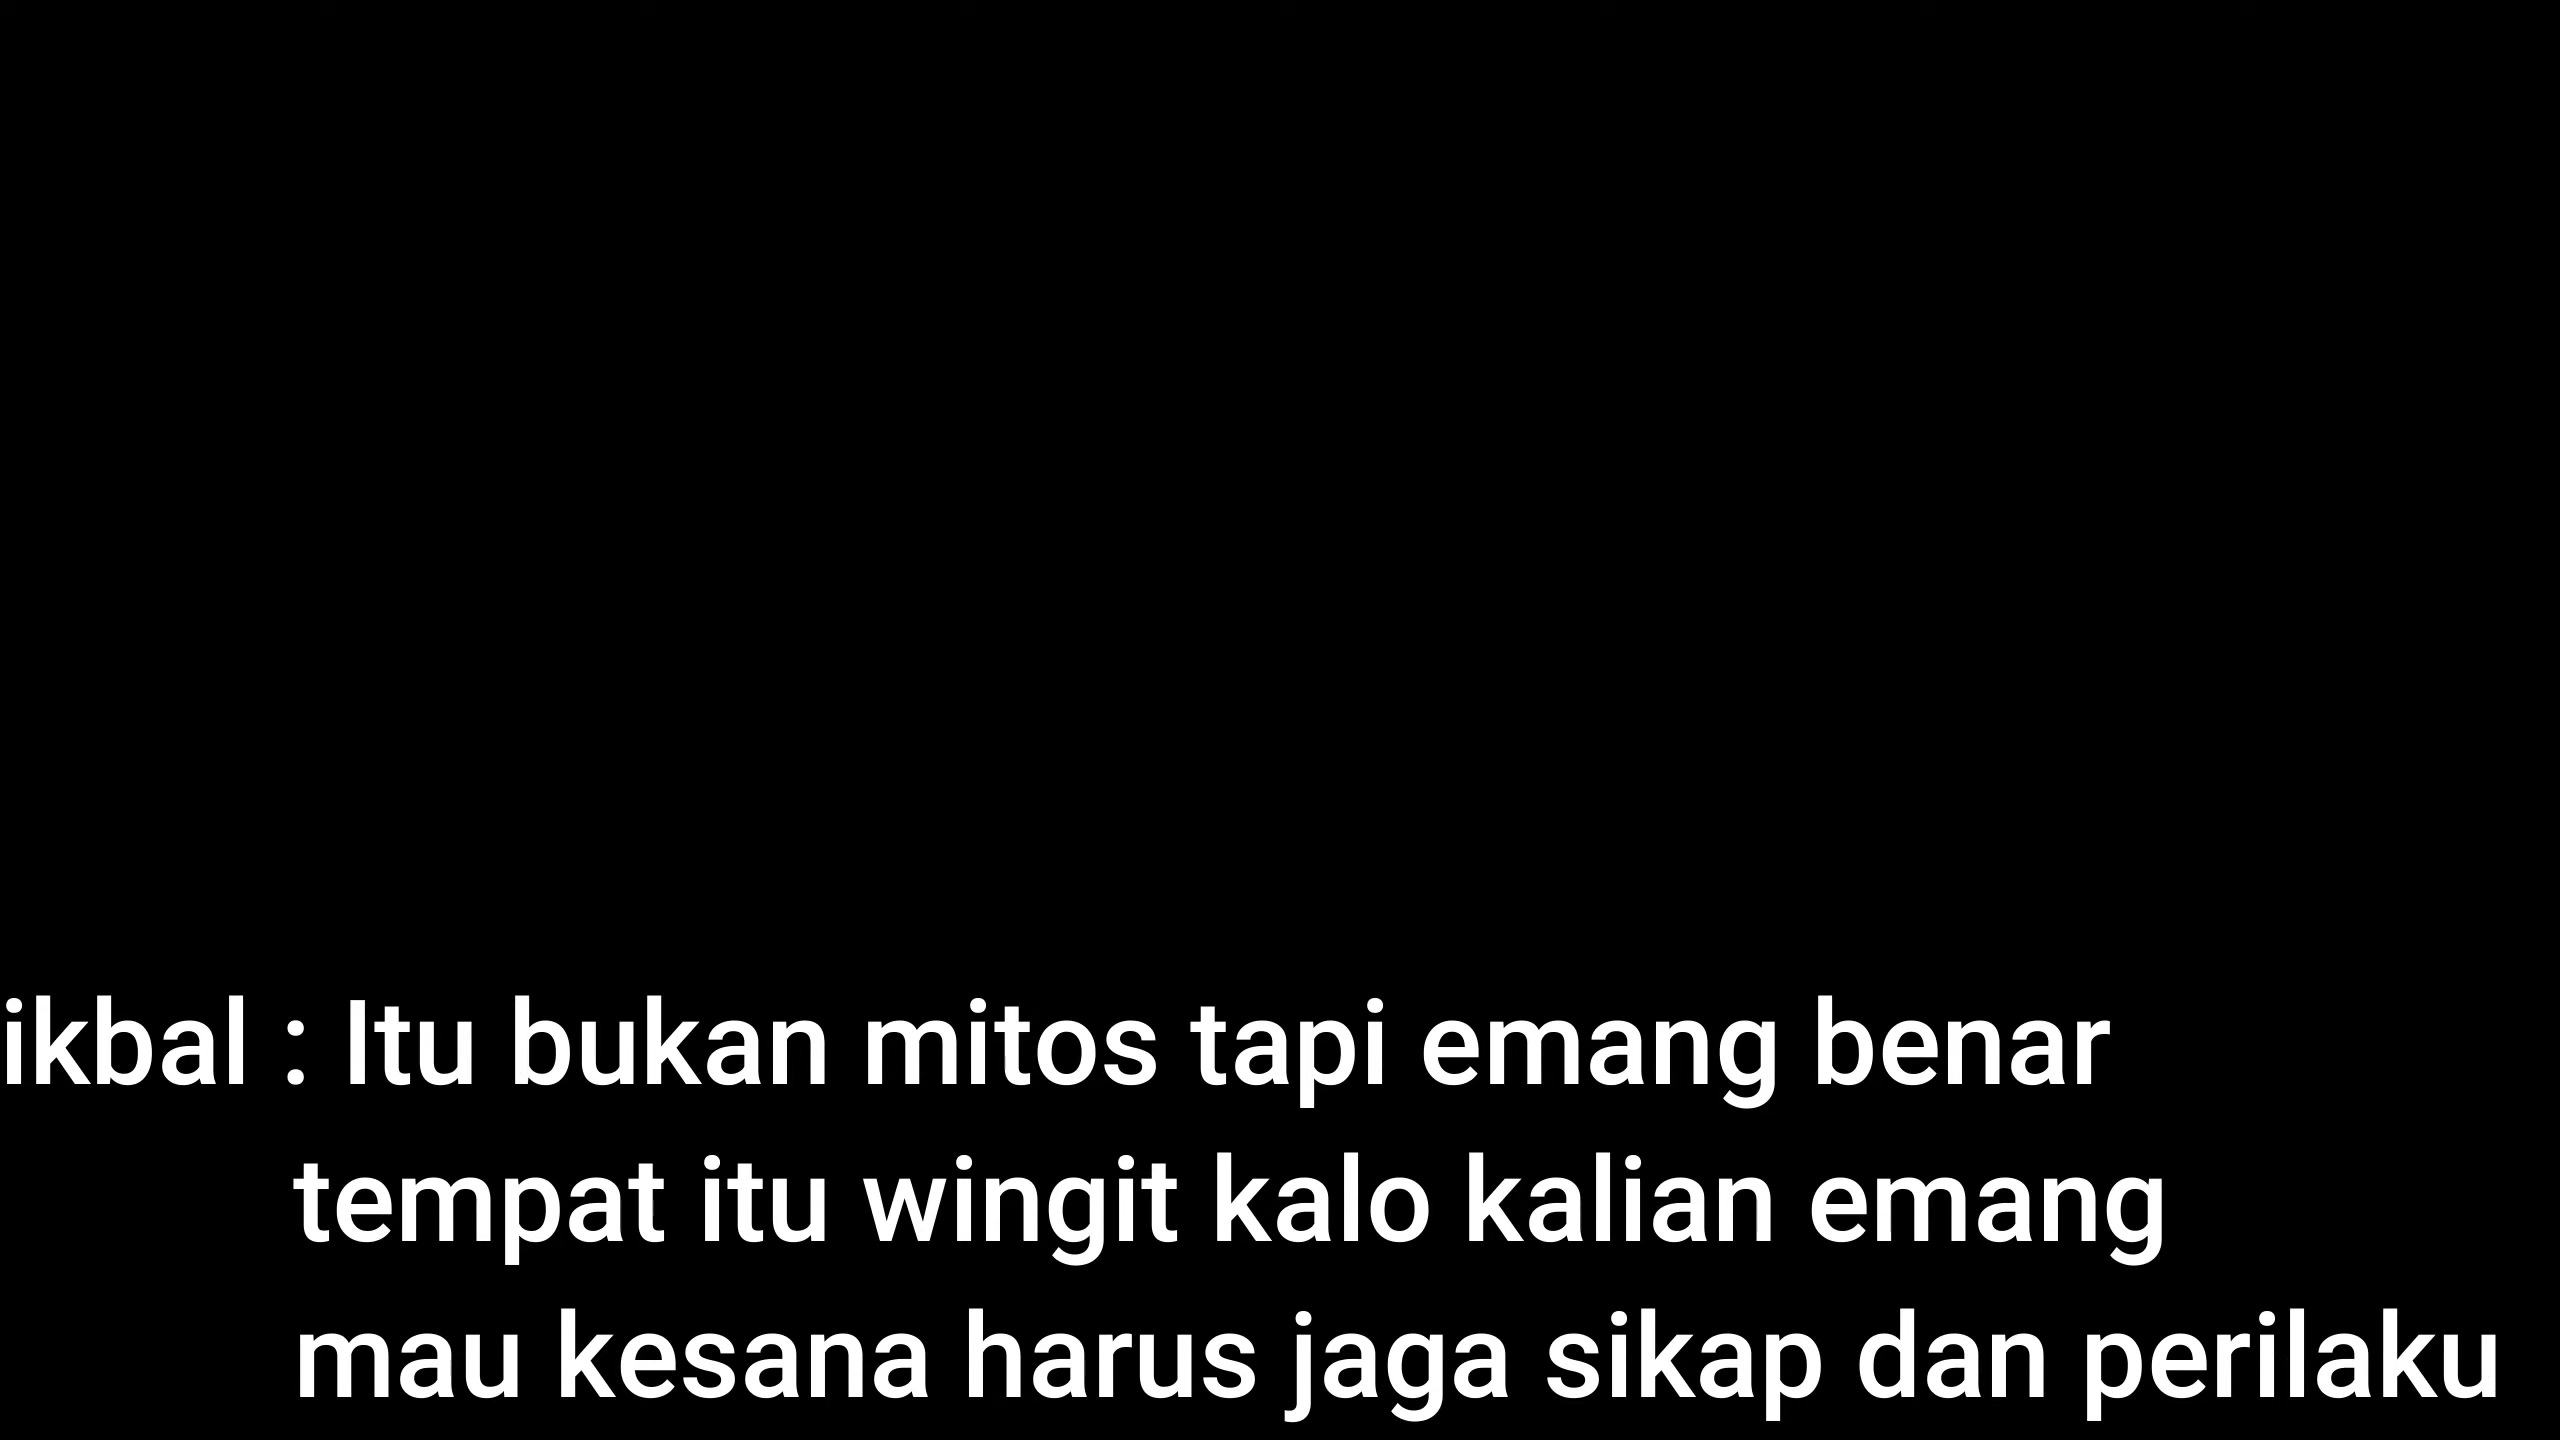 ikbal : Itu bukan mitos tapi emang benar
tempat itu wingit kalo kalian emang
mau kesana harus jaga sikap dan perilaku